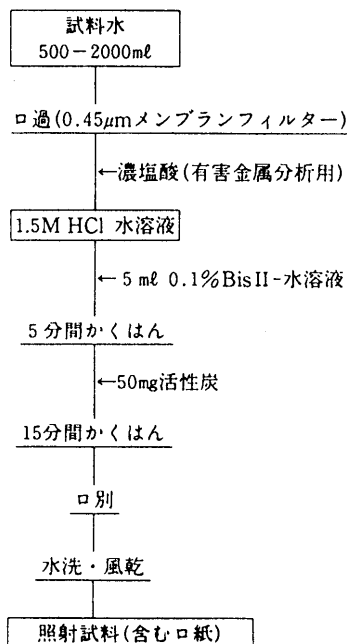 試料水
500-2000ml
ロ過(0.45μmメンブランフィルター)
←濃塩酸(有害金属分析用)
1.5M HCl 水溶液
←5 ml 0.1%BisII-水溶液
5分間かくはん
←50mg活性炭
15分間かくはん
ロ別
水洗・風乾
照射試料(含むロ紙)